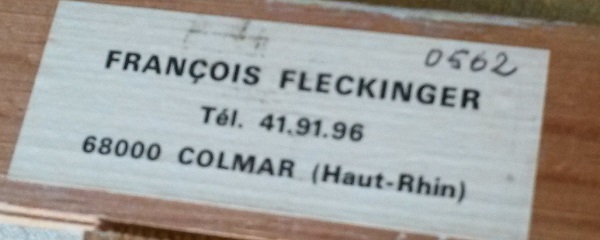 0562
FRANÇOIS FLECKINGER
Tél. 41.91.96
68000 COLMAR (Haut-Rhin)